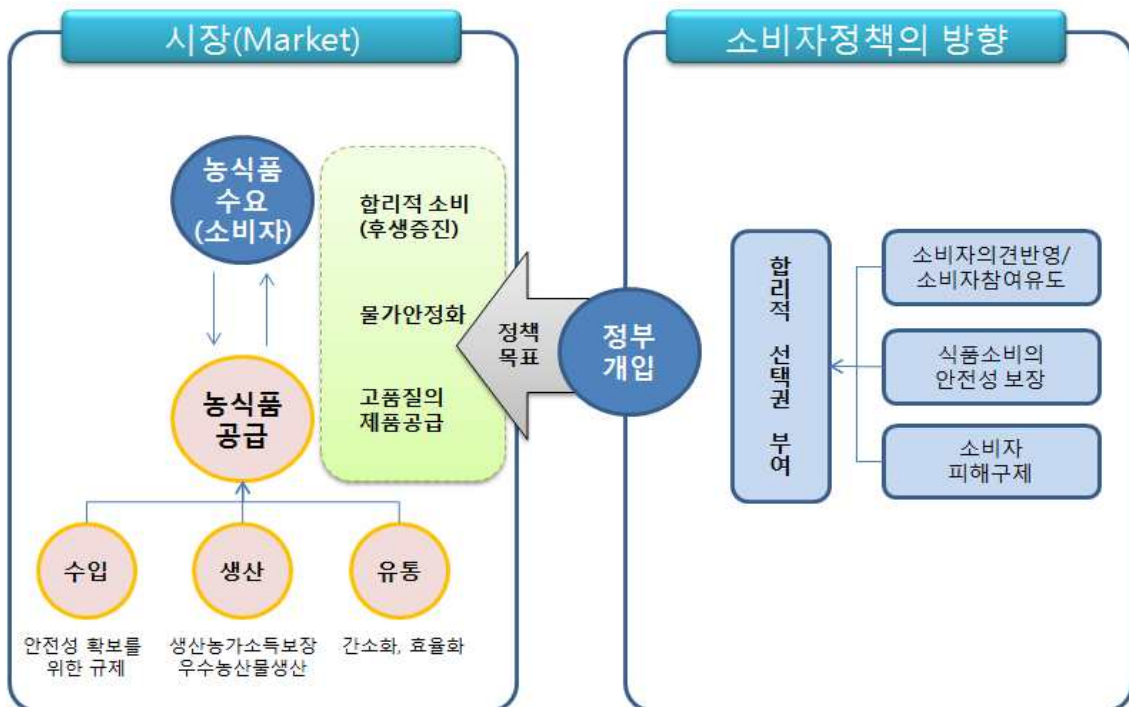 시장(Market)
농식품
수요
(소비자)
합리적 소비
(후생증진)
물가안정화
고품질의
제품공급
농식품
공급
수입
생산
유통
안전성 확보를
위한 규제
생산농가소득보장
우수농산물생산
간소화, 효율화
정책
목표
정부
개입
소비자정책의 방향
합리적 선택권 부여
소비자의견반영/
소비자참여유도
식품소비의
안전성 보장
소비자
피해구제